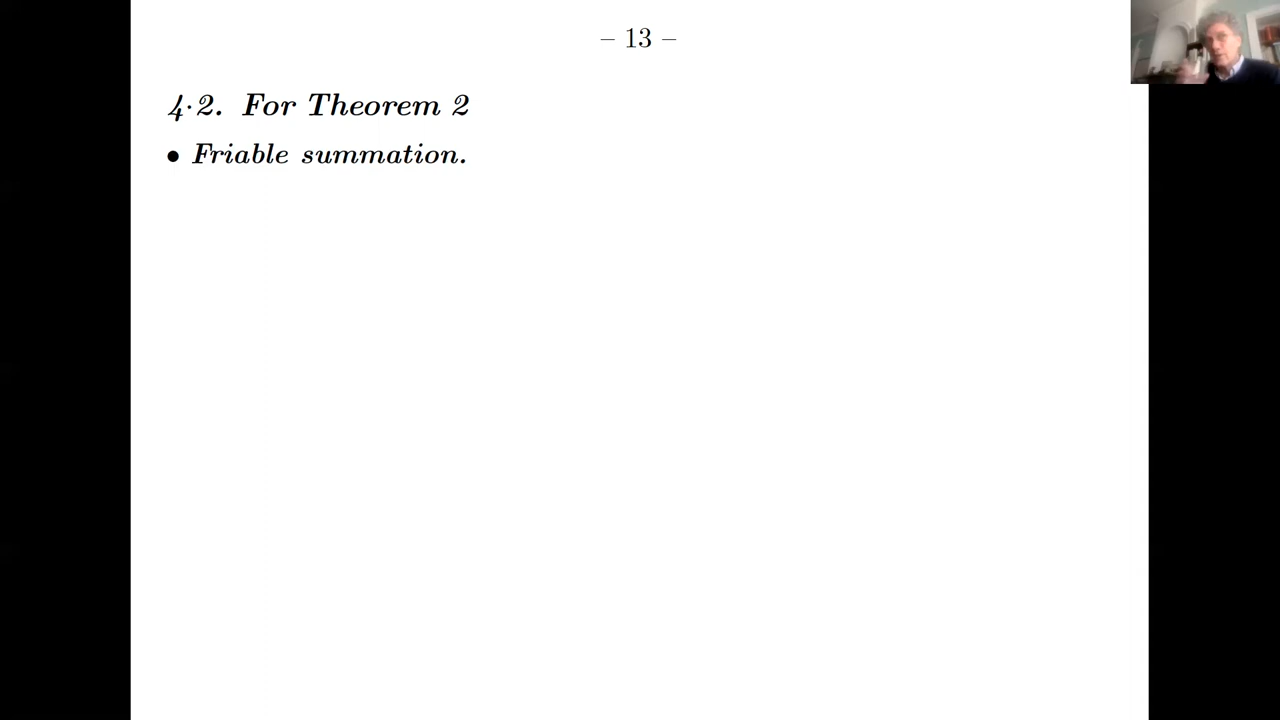 – 13 –
4·2. For Theorem 2
• Friable summation.